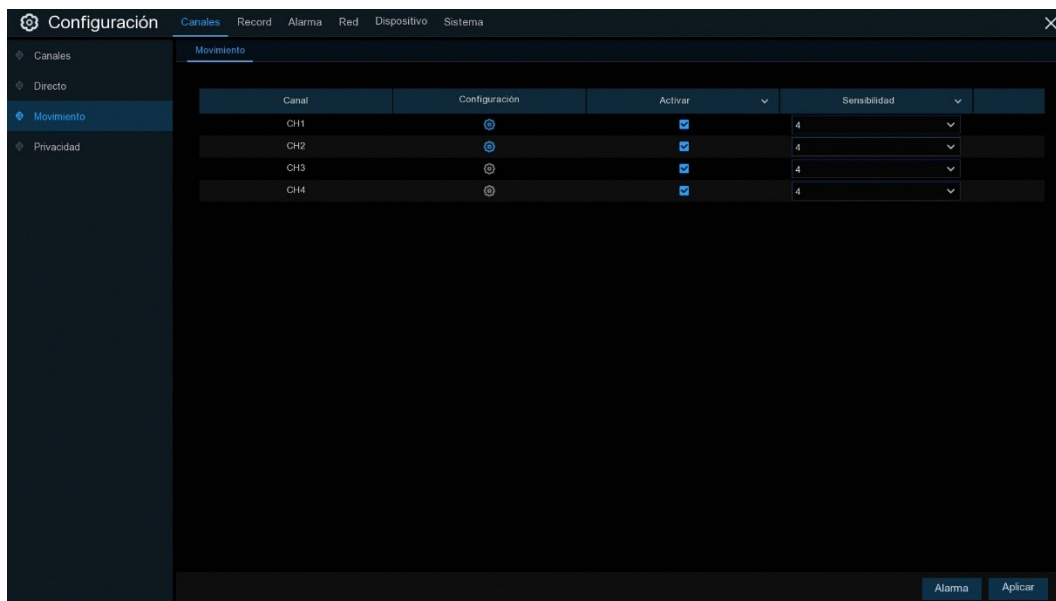 Configuración Canales Record Alarma Red Dispositivo Sistema
Canales
Movimiento
Directo
Movimiento
Privacidad
Canal Configuración Activar Sensibilidad
CH1 4
CH2 4
CH3 4
CH4 4
Alarma Aplicar